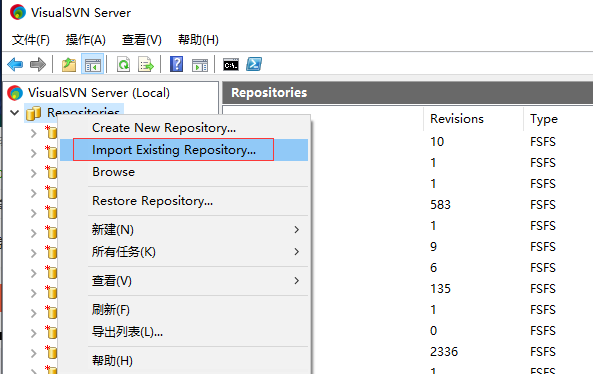 VisualSVN Server
文件(F) 操作(A) 查看(V) 帮助(H)
VisualSVN Server (Local)
Repositories
Repositories
Revisions Type
Create New Repository...
Import Existing Repository...
Browse
Restore Repository...
新建(N)
所有任务(K)
查看(V)
刷新(F)
导出列表(L)...
帮助(H)
10 FSFS
1 FSFS
1 FSFS
583 FSFS
1 FSFS
9 FSFS
6 FSFS
135 FSFS
1 FSFS
0 FSFS
2336 FSFS
1 FSFS